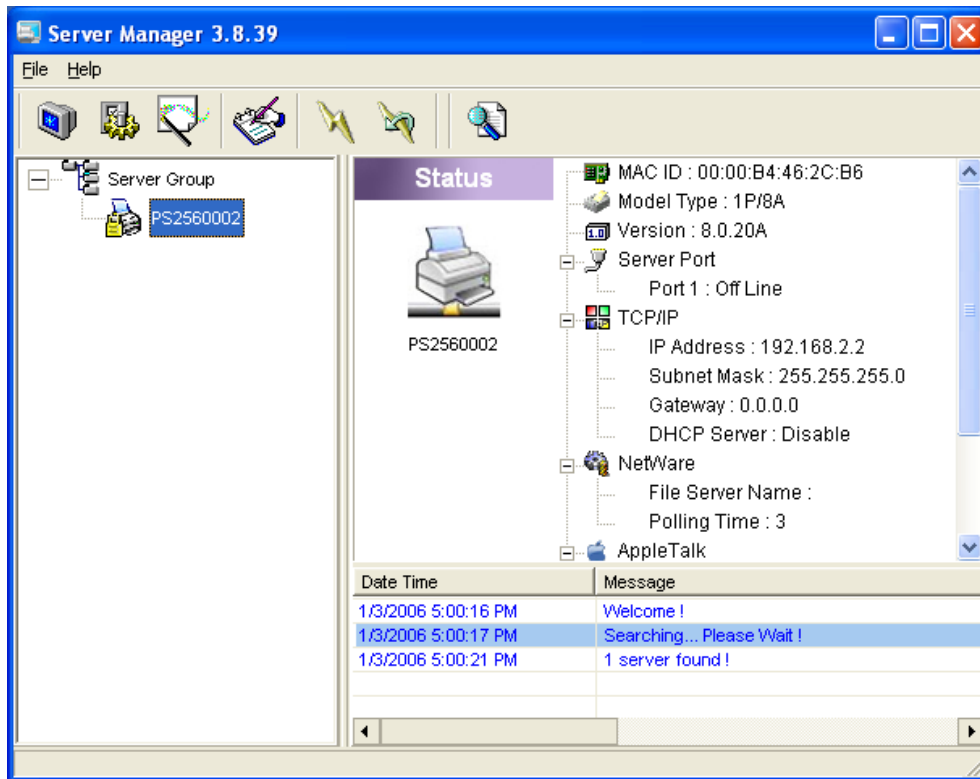 Server Manager 3.8.39
File Help
Server Group
PS2560002
Status
PS2560002
MAC ID : 00:00:B4:46:2C:B6
Model Type : 1P/8A
Version : 8.0.20A
Server Port
Port 1 : Off Line
TCP/IP
IP Address : 192.168.2.2
Subnet Mask : 255.255.255.0
Gateway : 0.0.0.0
DHCP Server : Disable
NetWare
File Server Name :
Polling Time : 3
AppleTalk
Date Time Message
1/3/2006 5:00:16 PM Welcome !
1/3/2006 5:00:17 PM Searching... Please Wait !
1/3/2006 5:00:21 PM 1 server found !